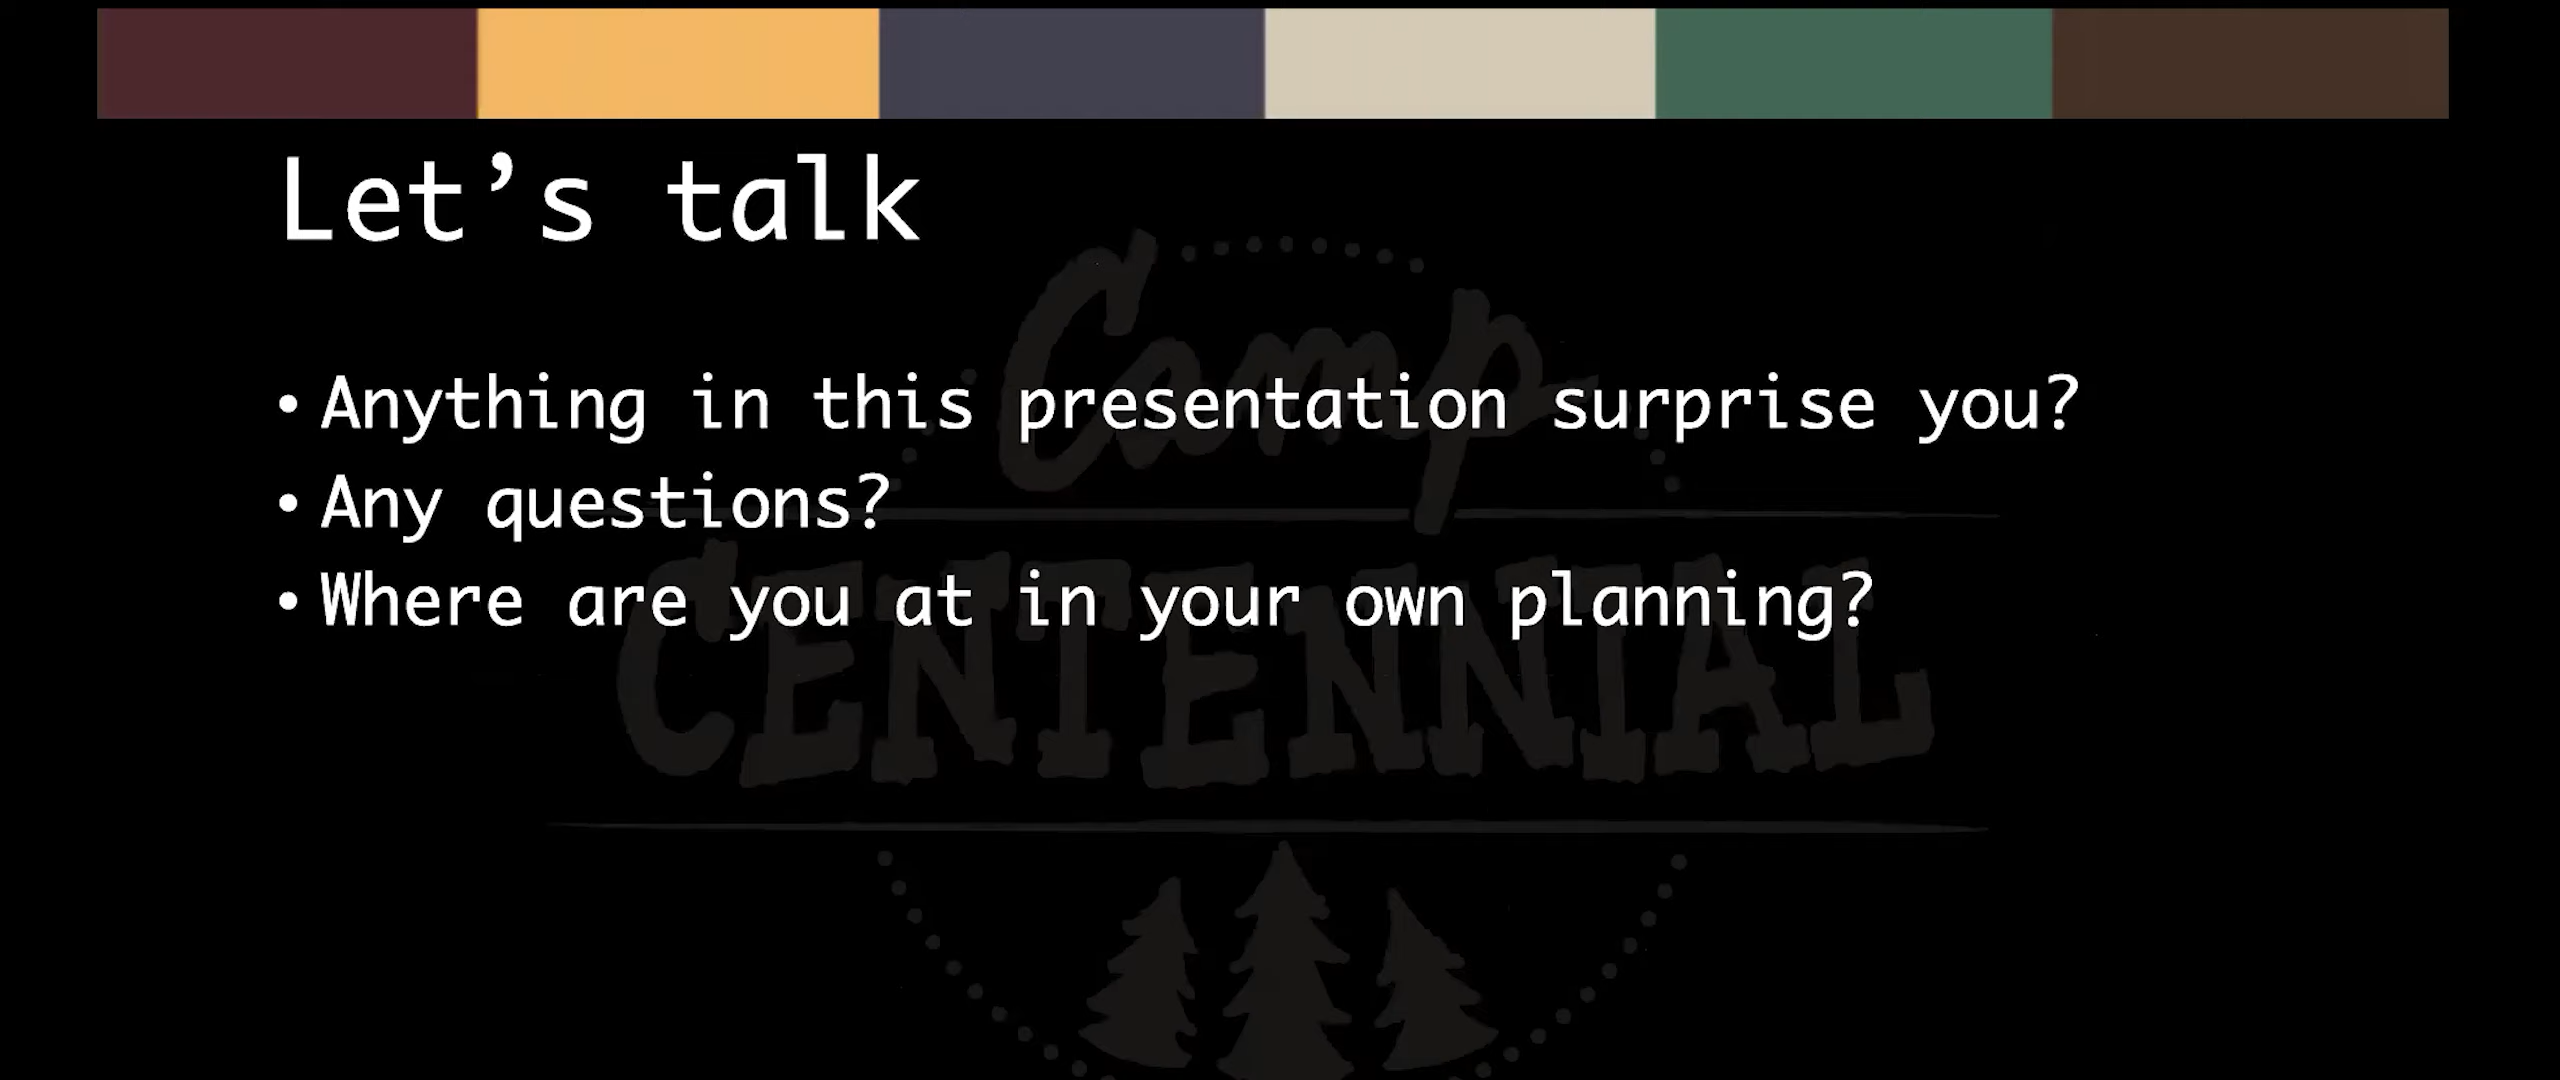 Let’s talk
• Anything in this presentation surprise you?
• Any questions?
• Where are you at in your own planning?
Camp
CENTENNIAL